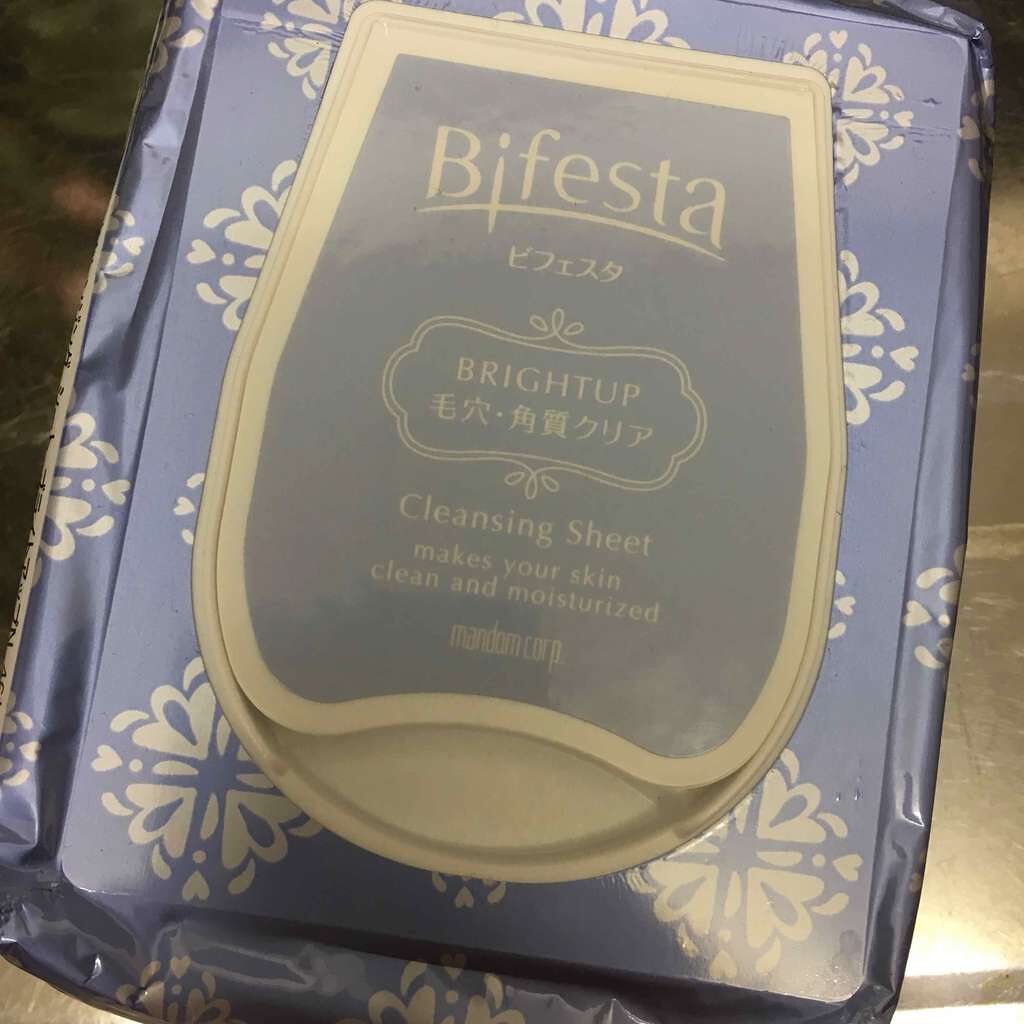 Bifesta
ビフェスタ
BRIGHTUP
毛穴・角質クリア
Cleansing Sheet
makes your skin
clean and moisturized
mandom corp.